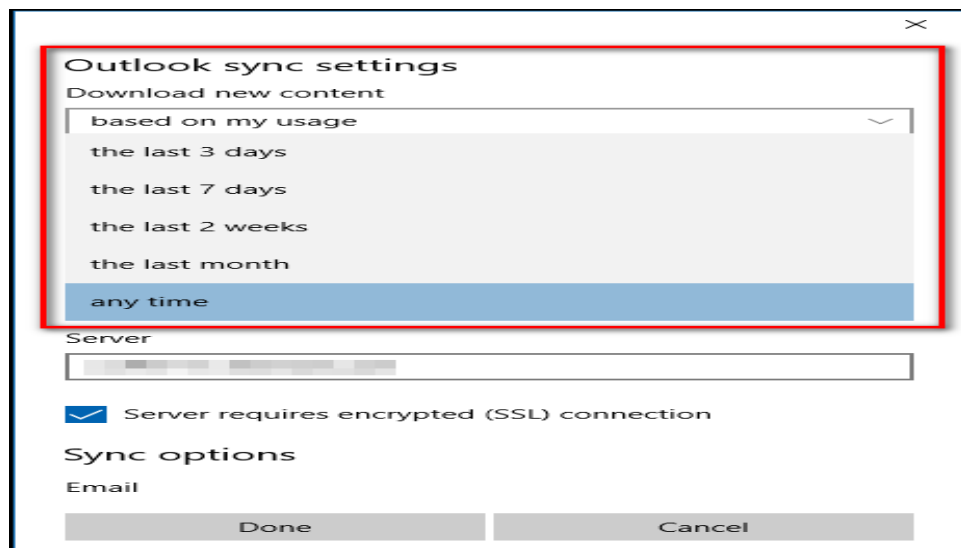 Outlook sync settings
Download new content
based on my usage
the last 3 days
the last 7 days
the last 2 weeks
the last month
any time
Server
Server requires encrypted (SSL) connection
Sync options
Email
Done Cancel